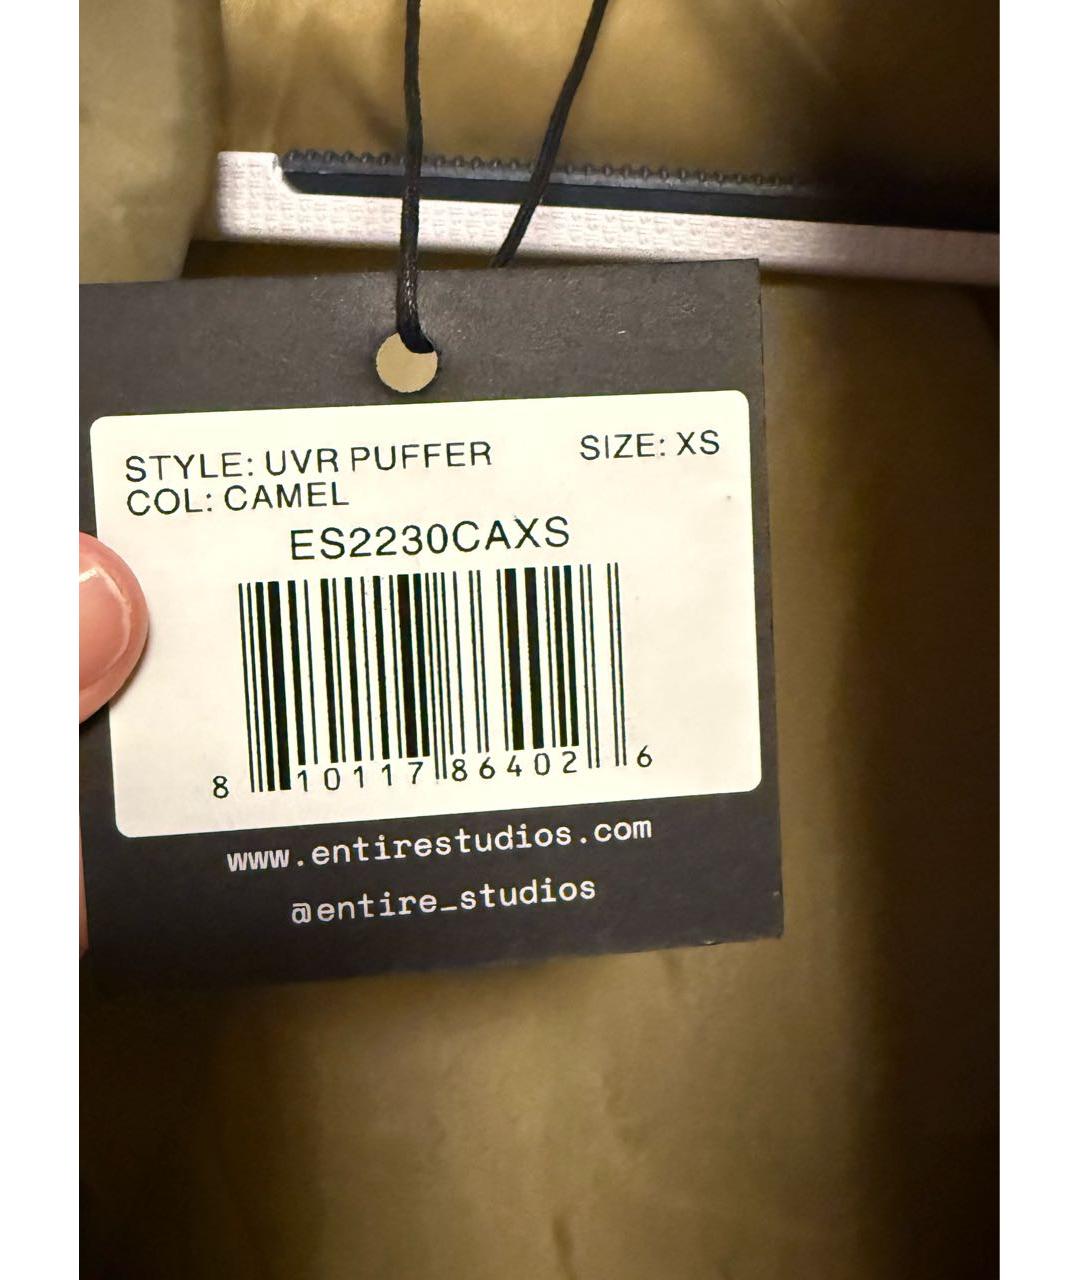 STYLE: UVR PUFFER SIZE: XS
COL: CAMEL
ES2230CAXS
8 10117 86402 6
www.entirestudios.com
@entire_studios